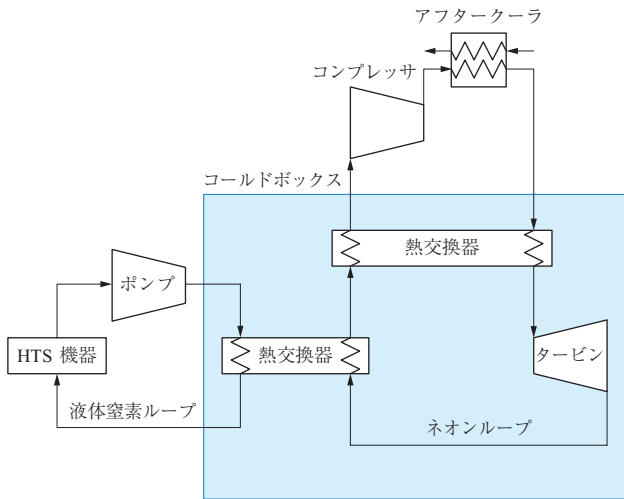 アフタークーラ
コンプレッサ
コールドボックス
熱交換器
ポンプ
タービン
HTS 機器
熱交換器
液体窒素ループ
ネオンループ